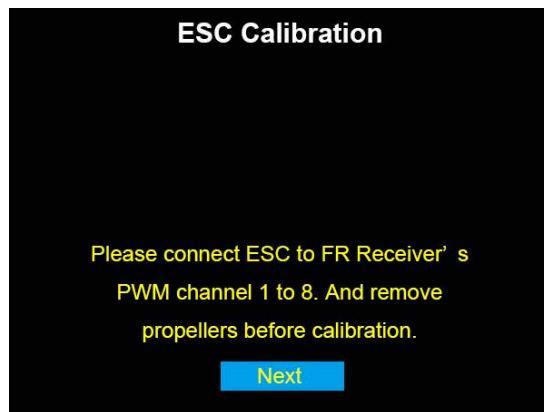 ESC Calibration
Please connect ESC to FR Receiver’ s
PWM channel 1 to 8. And remove
propellers before calibration.
Next